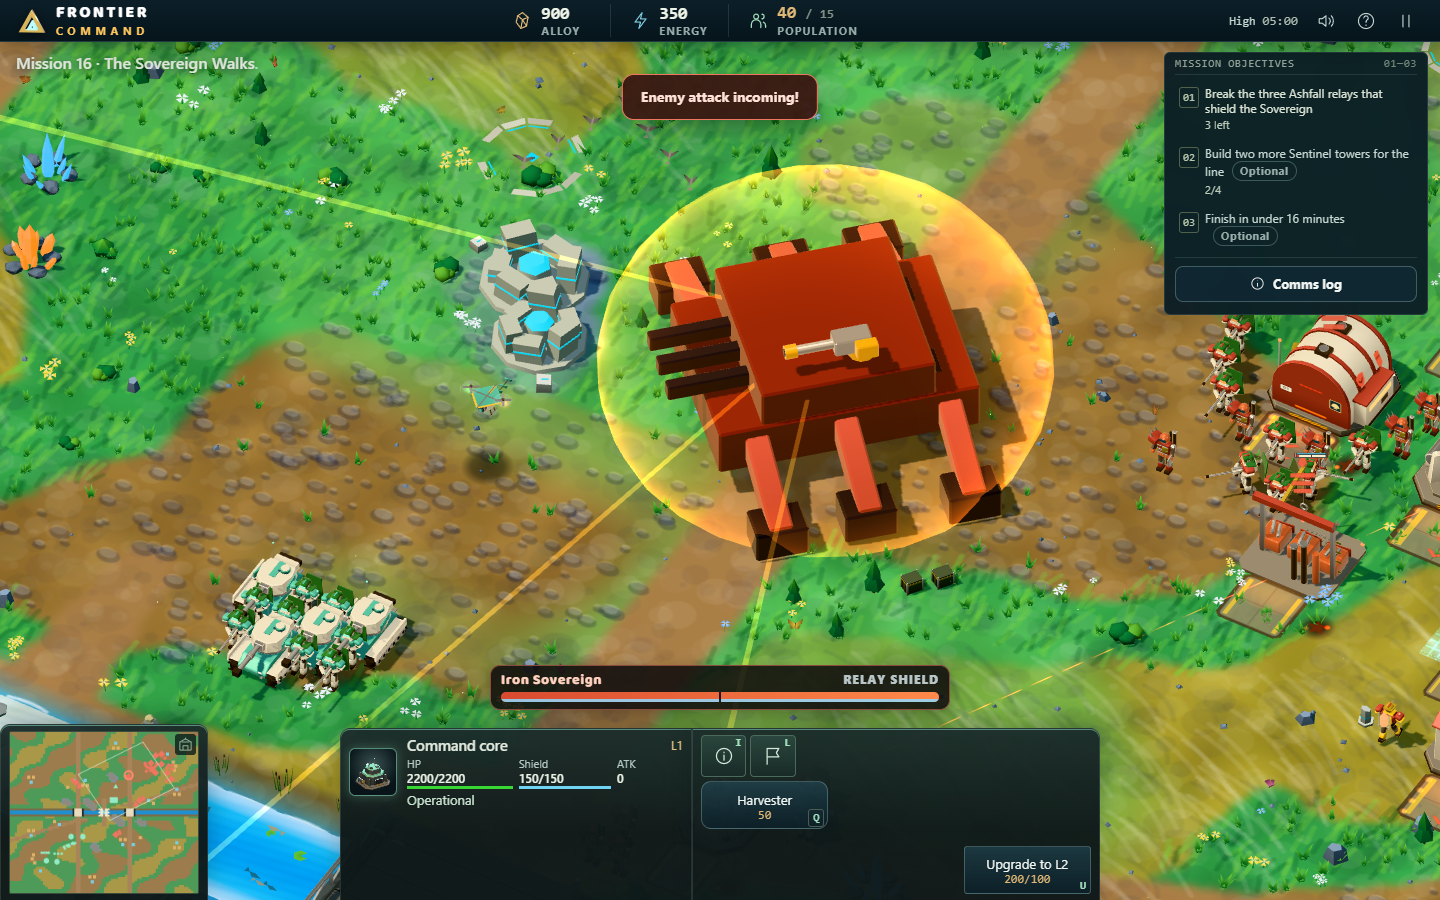 FRONTIER
COMMAND
900
ALLOY
350
ENERGY
40 / 15
POPULATION
High 05:00
Mission 16 · The Sovereign Walks.
Enemy attack incoming!
MISSION OBJECTIVES 01—03
01 Break the three Ashfall relays that
shield the Sovereign
3 left
02 Build two more Sentinel towers for the
line Optional
2/4
03 Finish in under 16 minutes
Optional
Comms log
Iron Sovereign RELAY SHIELD
Command core L1
HP Shield ATK
2200/2200 150/150 0
Operational
I L
Harvester
50
Q
Upgrade to L2
200/100
U